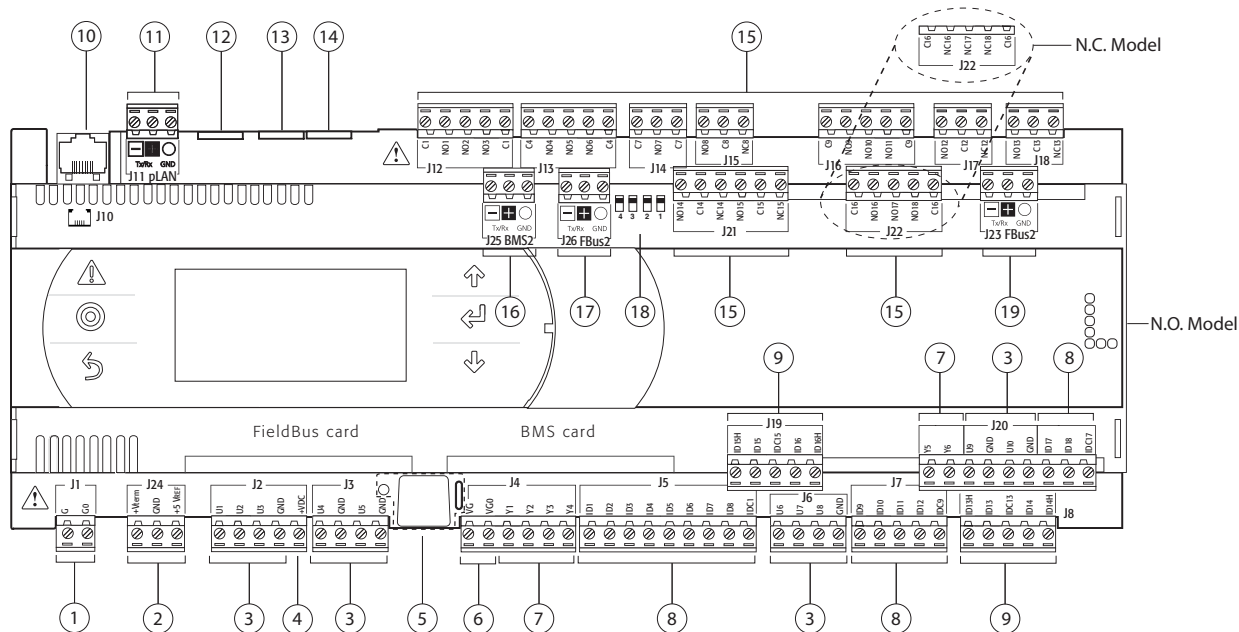 C16 NC16 NC17 NC18 C16
J22
N.C. Model
10 11 12 13 14 15
C1 NO1 NO2 NO3 C1
J12
C4 NO4 NO5 NO6 C4
J13
C7 NO7 C7
J14
NO8 C8 NC8
J15
C9 NO9 NO10 NO11 C9
J16
NO12 C12 NC12
J17
NO13 C13 NC13
J18
Tx/Rx GND
J11 pLAN
J10
Tx/Rx GND
J25 BMS2
Tx/Rx GND
J26 FBus2
4 3 2 1
NO14 C14 NC14 NO15 C15 NC15
J21
C16 NO16 NO17 NO18 C16
J22
Tx/Rx GND
J23 FBus2
16 17 18 15 15 19
N.O. Model
9 7 3 8
FieldBus card
BMS card
J19
ID15H ID15 IDC15 ID16 ID16H
J20
Y5 Y6 U9 GND U10 GND ID17 ID18 IDC17
J1
G G0
J24
+Vterm GND +5 VREF
J2
U1 U2 U3 GND +VDC
J3
U4 GND U5 GND
J4
VG VG0 Y1 Y2 Y3 Y4
J5
ID1 ID2 ID3 ID4 ID5 ID6 ID7 ID8 IDC1
J6
U6 U7 U8 GND
J7
ID9 ID10 ID11 ID12 IDC9
J8
ID13H ID13 IDC13 ID14 ID14H
1 2 3 4 3 5 6 7 8 3 8 9